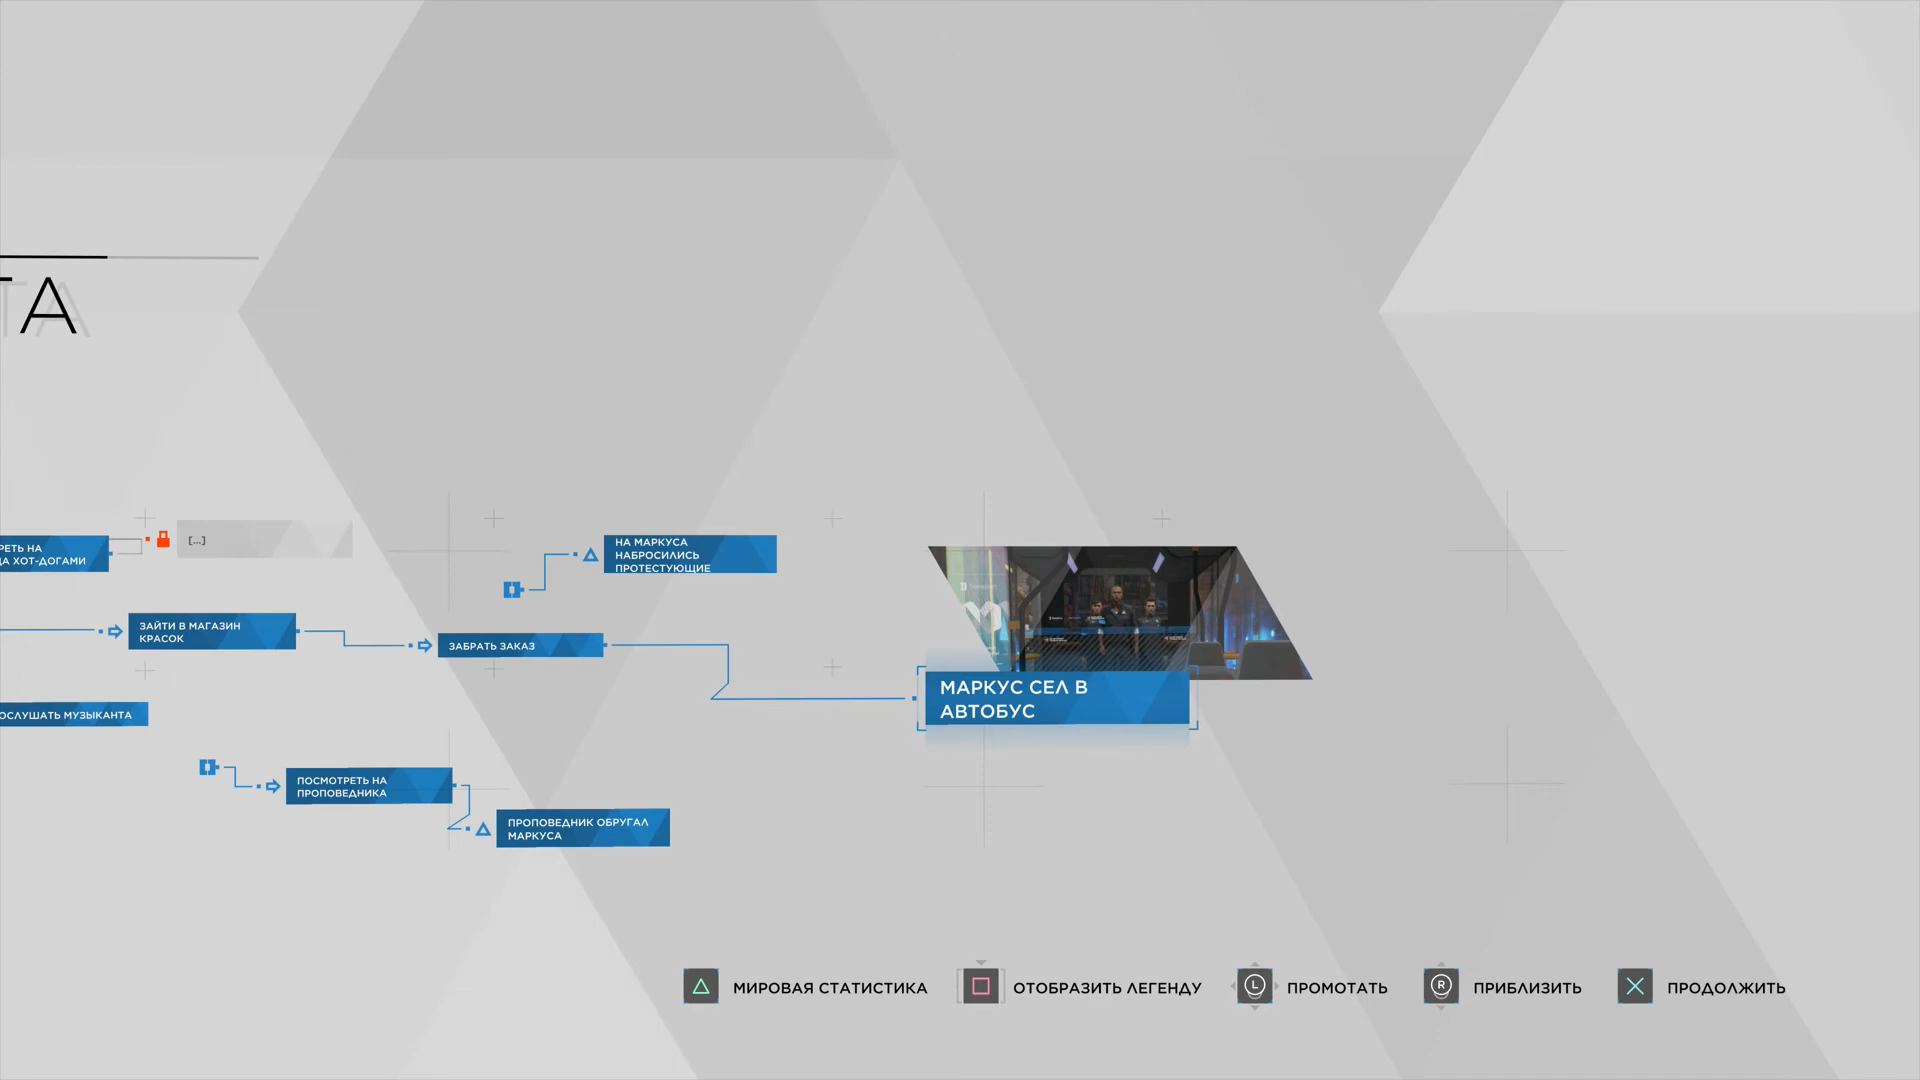 ТА
РЕТЬ НА
ЦА ХОТ-ДОГАМИ
[...]
НА МАРКУСА
НАБРОСИЛИСЬ
ПРОТЕСТУЮЩИЕ
ЗАЙТИ В МАГАЗИН
КРАСОК
ЗАБРАТЬ ЗАКАЗ
МАРКУС СЕЛ В
АВТОБУС
ОСЛУШАТЬ МУЗЫКАНТА
ПОСМОТРЕТЬ НА
ПРОПОВЕДНИКА
ПРОПОВЕДНИК ОБРУГАЛ
МАРКУСА
МИРОВАЯ СТАТИСТИКА
ОТОБРАЗИТЬ ЛЕГЕНДУ
L ПРОМОТАТЬ
R ПРИБЛИЗИТЬ
ПРОДОЛЖИТЬ